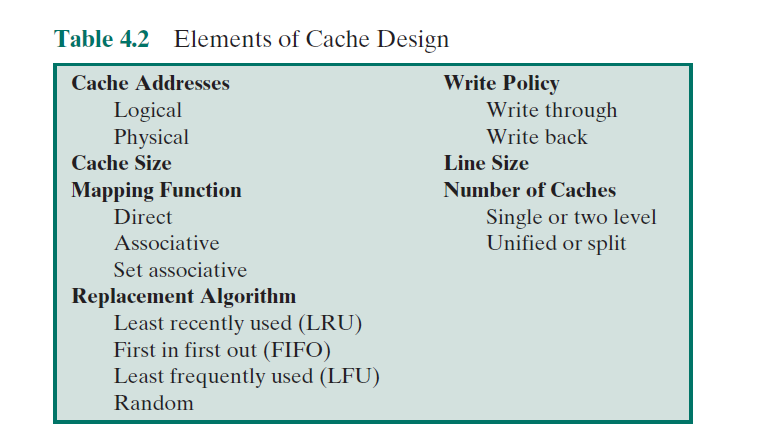 Table 4.2 Elements of Cache Design
Cache Addresses
Logical
Physical
Cache Size
Mapping Function
Direct
Associative
Set associative
Replacement Algorithm
Least recently used (LRU)
First in first out (FIFO)
Least frequently used (LFU)
Random
Write Policy
Write through
Write back
Line Size
Number of Caches
Single or two level
Unified or split